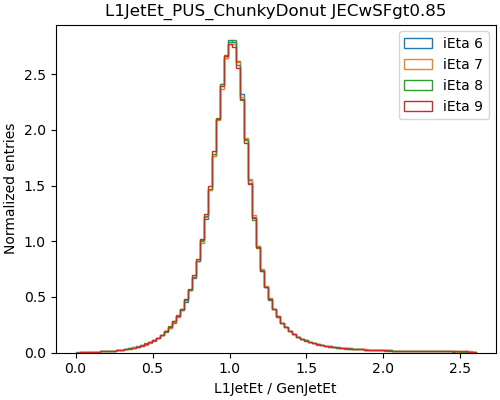 L1JetEt_PUS_ChunkyDonut JECwSFgt0.85
iEta 6
iEta 7
iEta 8
iEta 9
Normalized entries
2.5
2.0
1.5
1.0
0.5
0.0
0.0 0.5 1.0 1.5 2.0 2.5
L1JetEt / GenJetEt